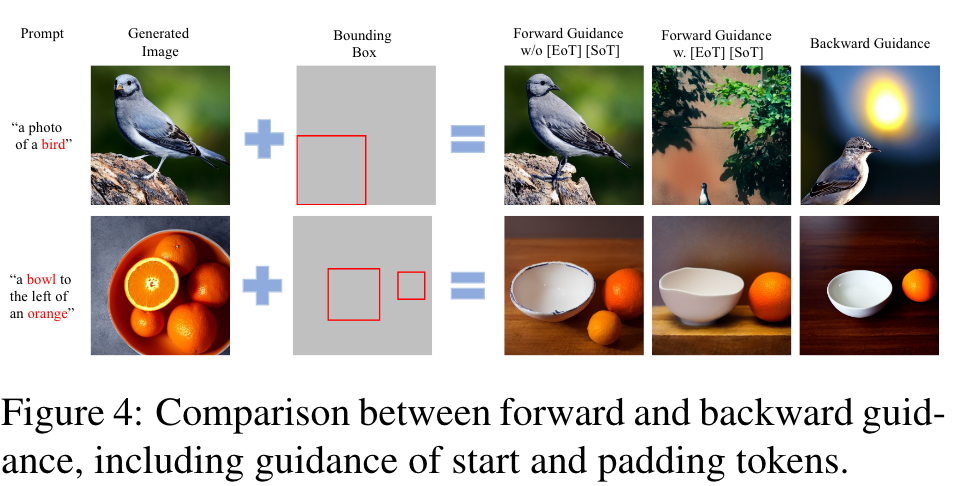 Prompt
Generated
Image
Bounding
Box
Forward Guidance
w/o [EoT] [SoT]
Forward Guidance
w. [EoT] [SoT]
Backward Guidance
“a photo
of a bird”
“a bowl to
the left of
an orange”
Figure 4: Comparison between forward and backward guid-
ance, including guidance of start and padding tokens.